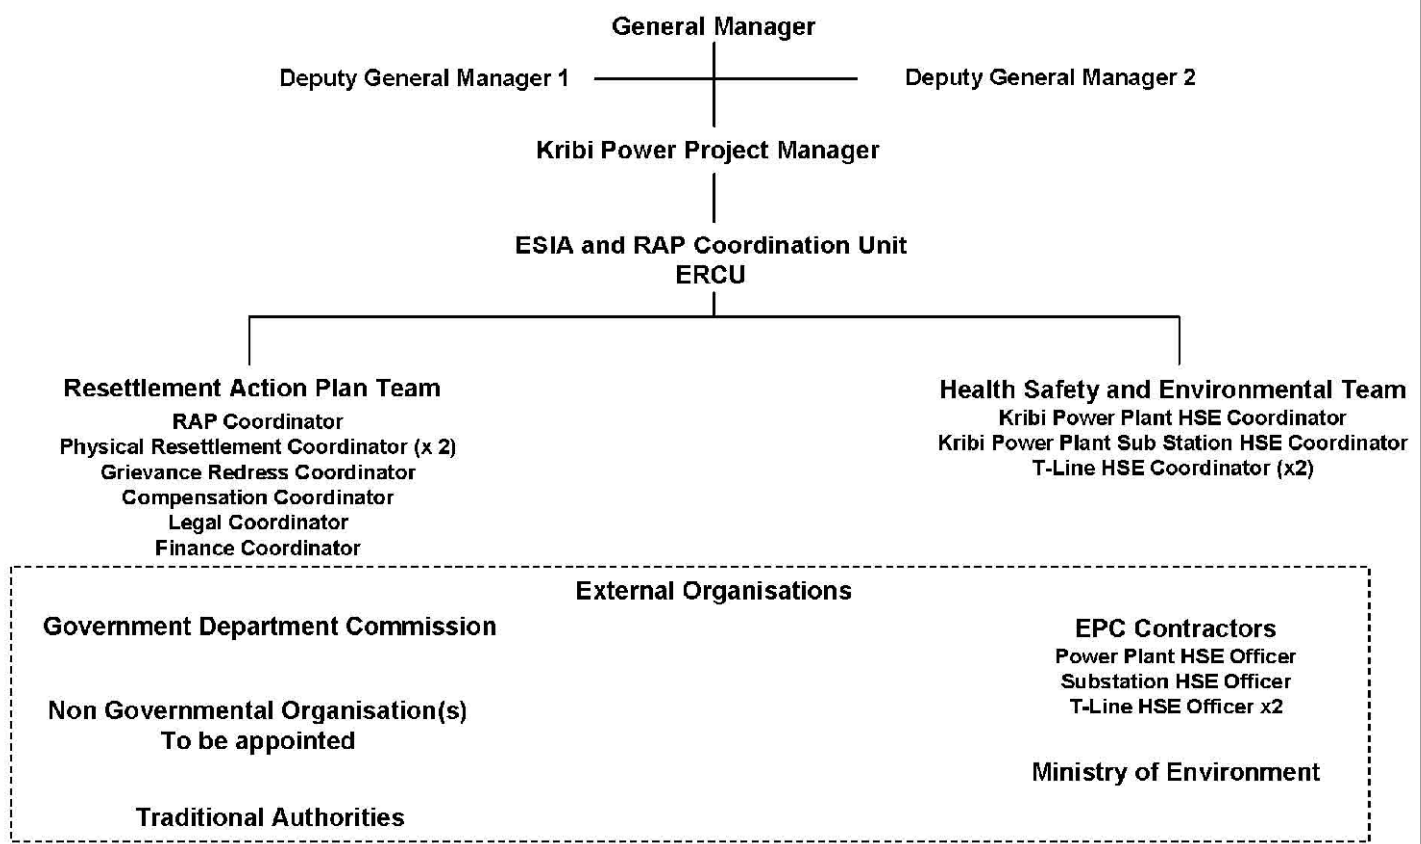 General Manager
Deputy General Manager 1
Deputy General Manager 2
Kribi Power Project Manager
ESIA and RAP Coordination Unit
ERCU
Resettlement Action Plan Team
RAP Coordinator
Physical Resettlement Coordinator (x 2)
Grievance Redress Coordinator
Compensation Coordinator
Legal Coordinator
Finance Coordinator
Health Safety and Environmental Team
Kribi Power Plant HSE Coordinator
Kribi Power Plant Sub Station HSE Coordinator
T-Line HSE Coordinator (x2)
External Organisations
Government Department Commission
Non Governmental Organisation(s)
To be appointed
Traditional Authorities
EPC Contractors
Power Plant HSE Officer
Substation HSE Officer
T-Line HSE Officer x2
Ministry of Environment